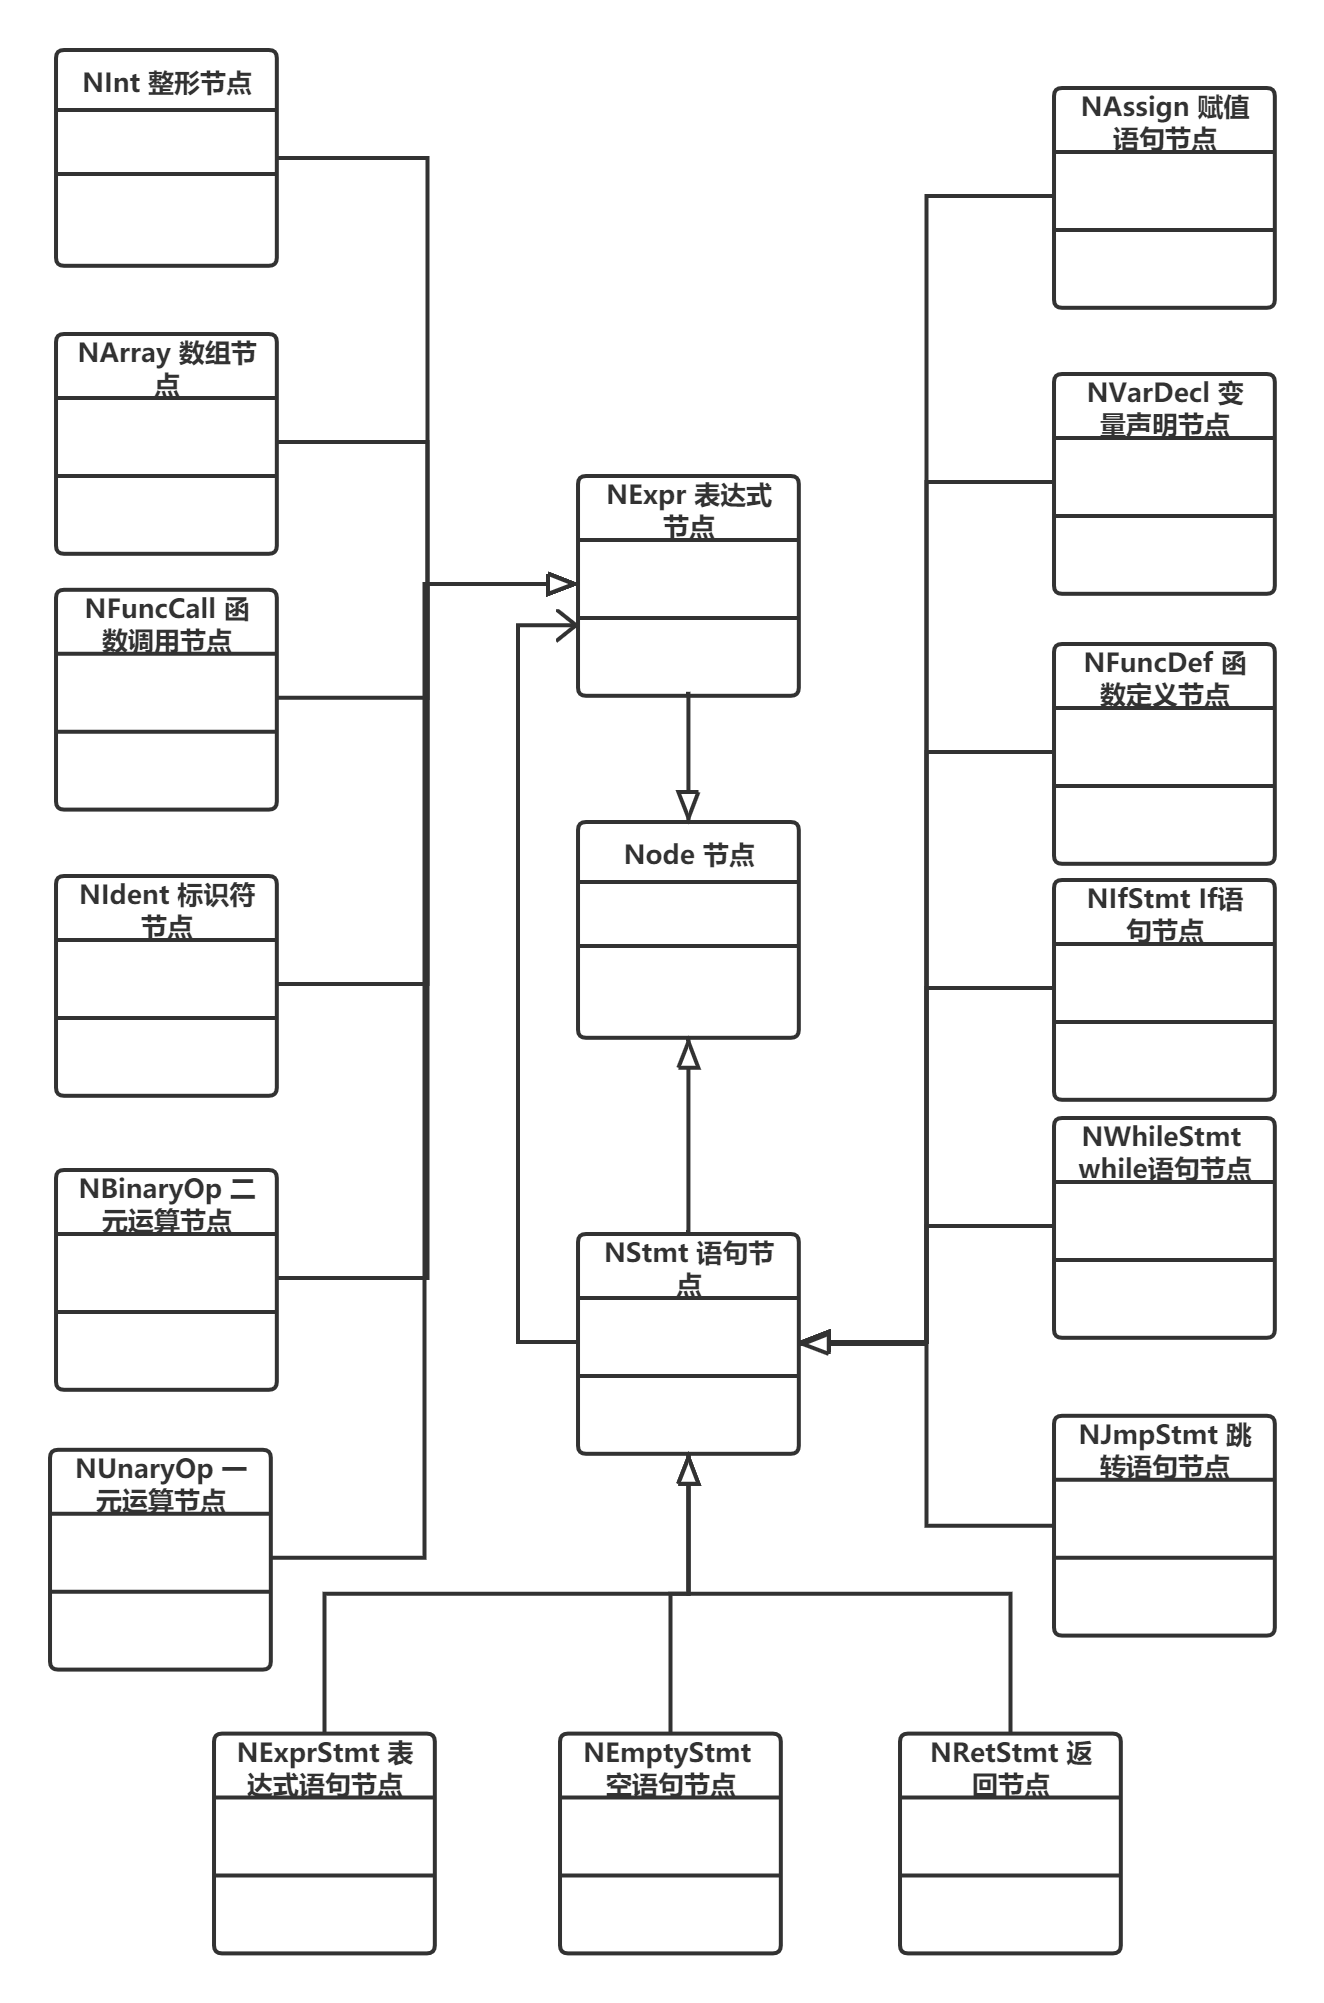 NInt 整形节点
NArray 数组节
点
NFuncCall 函
数调用节点
NIdent 标识符
节点
NBinaryOp 二
元运算节点
NUnaryOp 一
元运算节点
NExpr 表达式
节点
Node 节点
NStmt 语句节
点
NAssign 赋值
语句节点
NVarDecl 变
量声明节点
NFuncDef 函
数定义节点
NIfStmt If语
句节点
NWhileStmt
while语句节点
NJmpStmt 跳
转语句节点
NExprStmt 表
达式语句节点
NEmptyStmt
空语句节点
NRetStmt 返
回节点